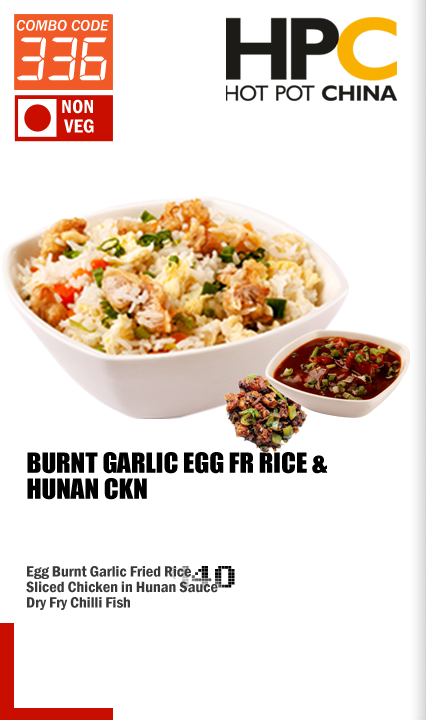 COMBO CODE
336
NON
VEG
HPC
HOT POT CHINA
BURNT GARLIC EGG FR RICE &
HUNAN CKN
Egg Burnt Garlic Fried Rice
Sliced Chicken in Hunan Sauce
Dry Fry Chilli Fish